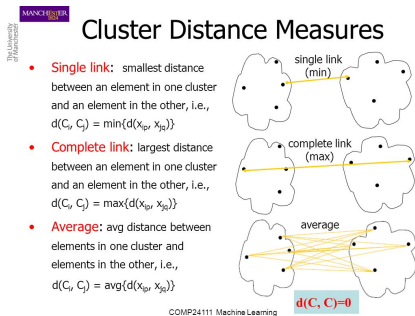 MANCHESTER
1824
The University
of Manchester
Cluster Distance Measures
• Single link: smallest distance
between an element in one cluster
and an element in the other, i.e.,
d(Ci, Cj) = min{d(xip, xjq)}
• Complete link: largest distance
between an element in one cluster
and an element in the other, i.e.,
d(Ci, Cj) = max{d(xip, xjq)}
• Average: avg distance between
elements in one cluster and
elements in the other, i.e.,
d(Ci, Cj) = avg{d(xip, xjq)}
single link
(min)
complete link
(max)
average
d(C, C)=0
COMP24111 Machine Learning